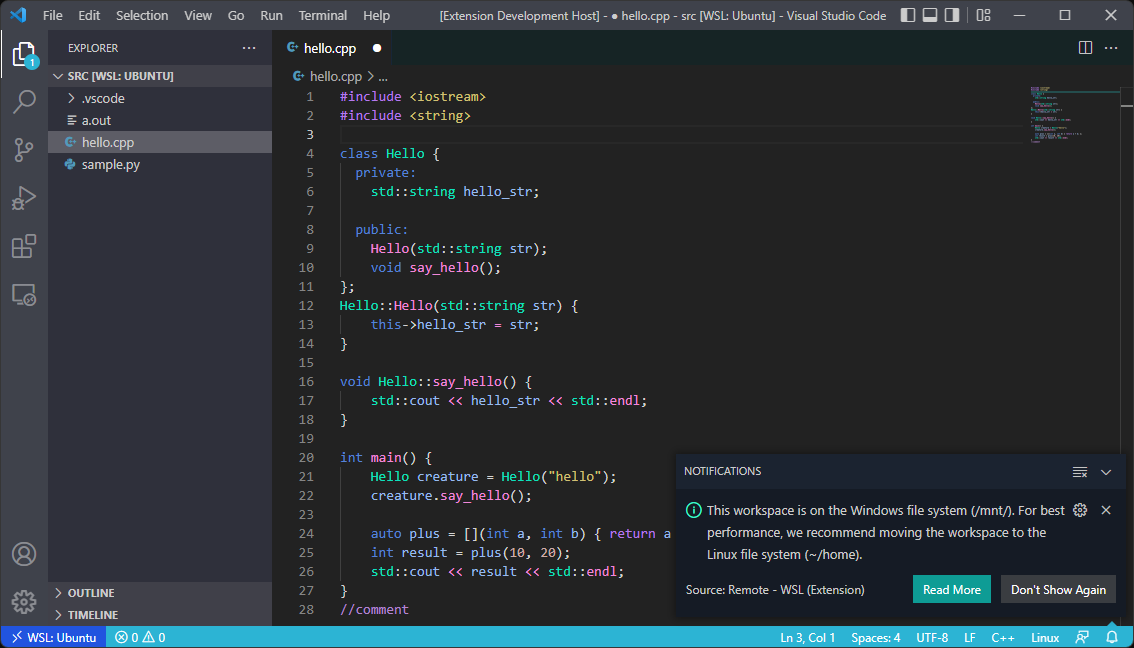 File Edit Selection View Go Run Terminal Help [Extension Development Host] - ● hello.cpp - src [WSL: Ubuntu] - Visual Studio Code
EXPLORER
1
SRC [WSL: UBUNTU]
.vscode
a.out
hello.cpp
sample.py
OUTLINE
TIMELINE
hello.cpp ●
hello.cpp > ...
1 #include <iostream>
2 #include <string>
3
4 class Hello {
5   private:
6     std::string hello_str;
7
8   public:
9     Hello(std::string str);
10     void say_hello();
11 };
12 Hello::Hello(std::string str) {
13     this->hello_str = str;
14 }
15
16 void Hello::say_hello() {
17     std::cout << hello_str << std::endl;
18 }
19
20 int main() {
21     Hello creature = Hello("hello");
22     creature.say_hello();
23
24     auto plus = [](int a, int b) { return a
25     int result = plus(10, 20);
26     std::cout << result << std::endl;
27 }
28 //comment
NOTIFICATIONS
This workspace is on the Windows file system (/mnt/). For best
performance, we recommend moving the workspace to the
Linux file system (~/home).
Source: Remote - WSL (Extension) Read More Don't Show Again
WSL: Ubuntu 0 0 Ln 3, Col 1 Spaces: 4 UTF-8 LF C++ Linux